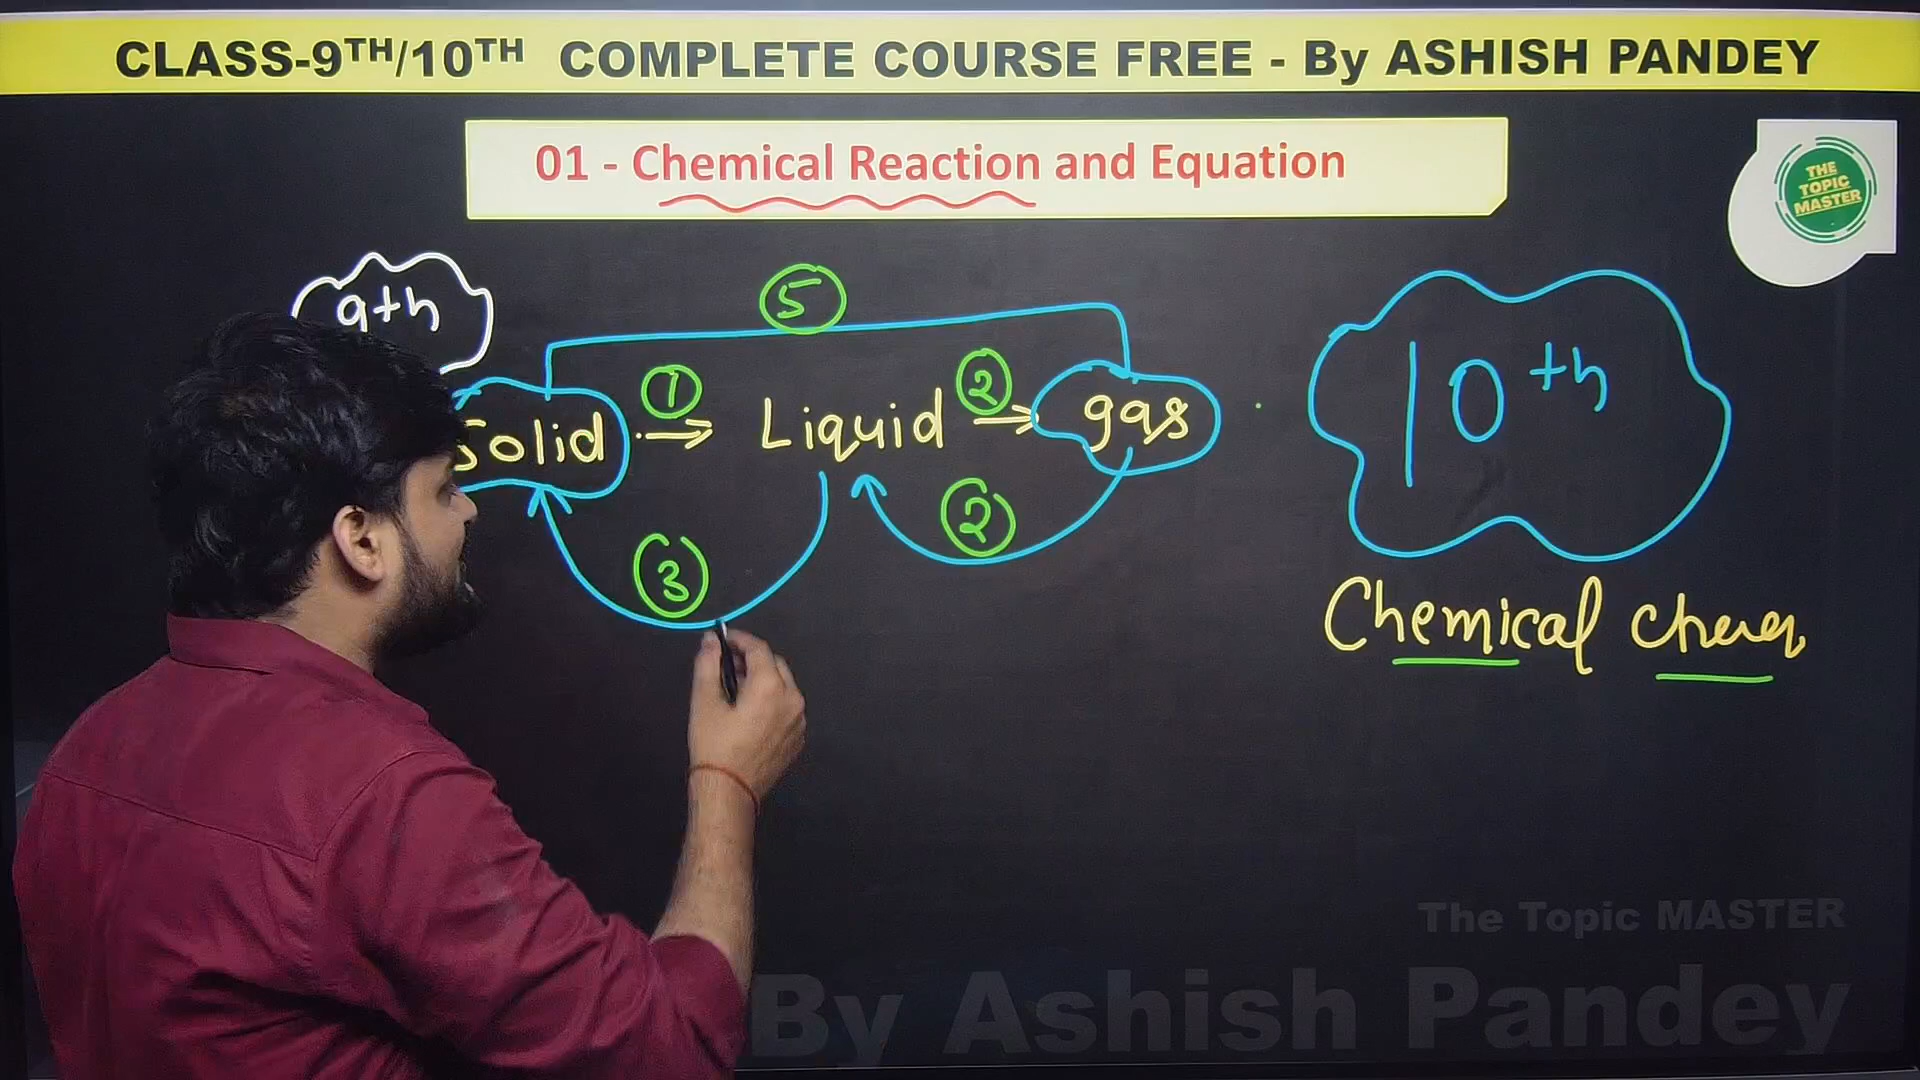 CLASS-9TH/10TH COMPLETE COURSE FREE - By ASHISH PANDEY
01 - Chemical Reaction and Equation
THE
TOPIC
MASTER
9th
5
10th
Solid 1 → Liquid 2 → gas
3
2
Chemical
The Topic MASTER
By Ashish Pandey